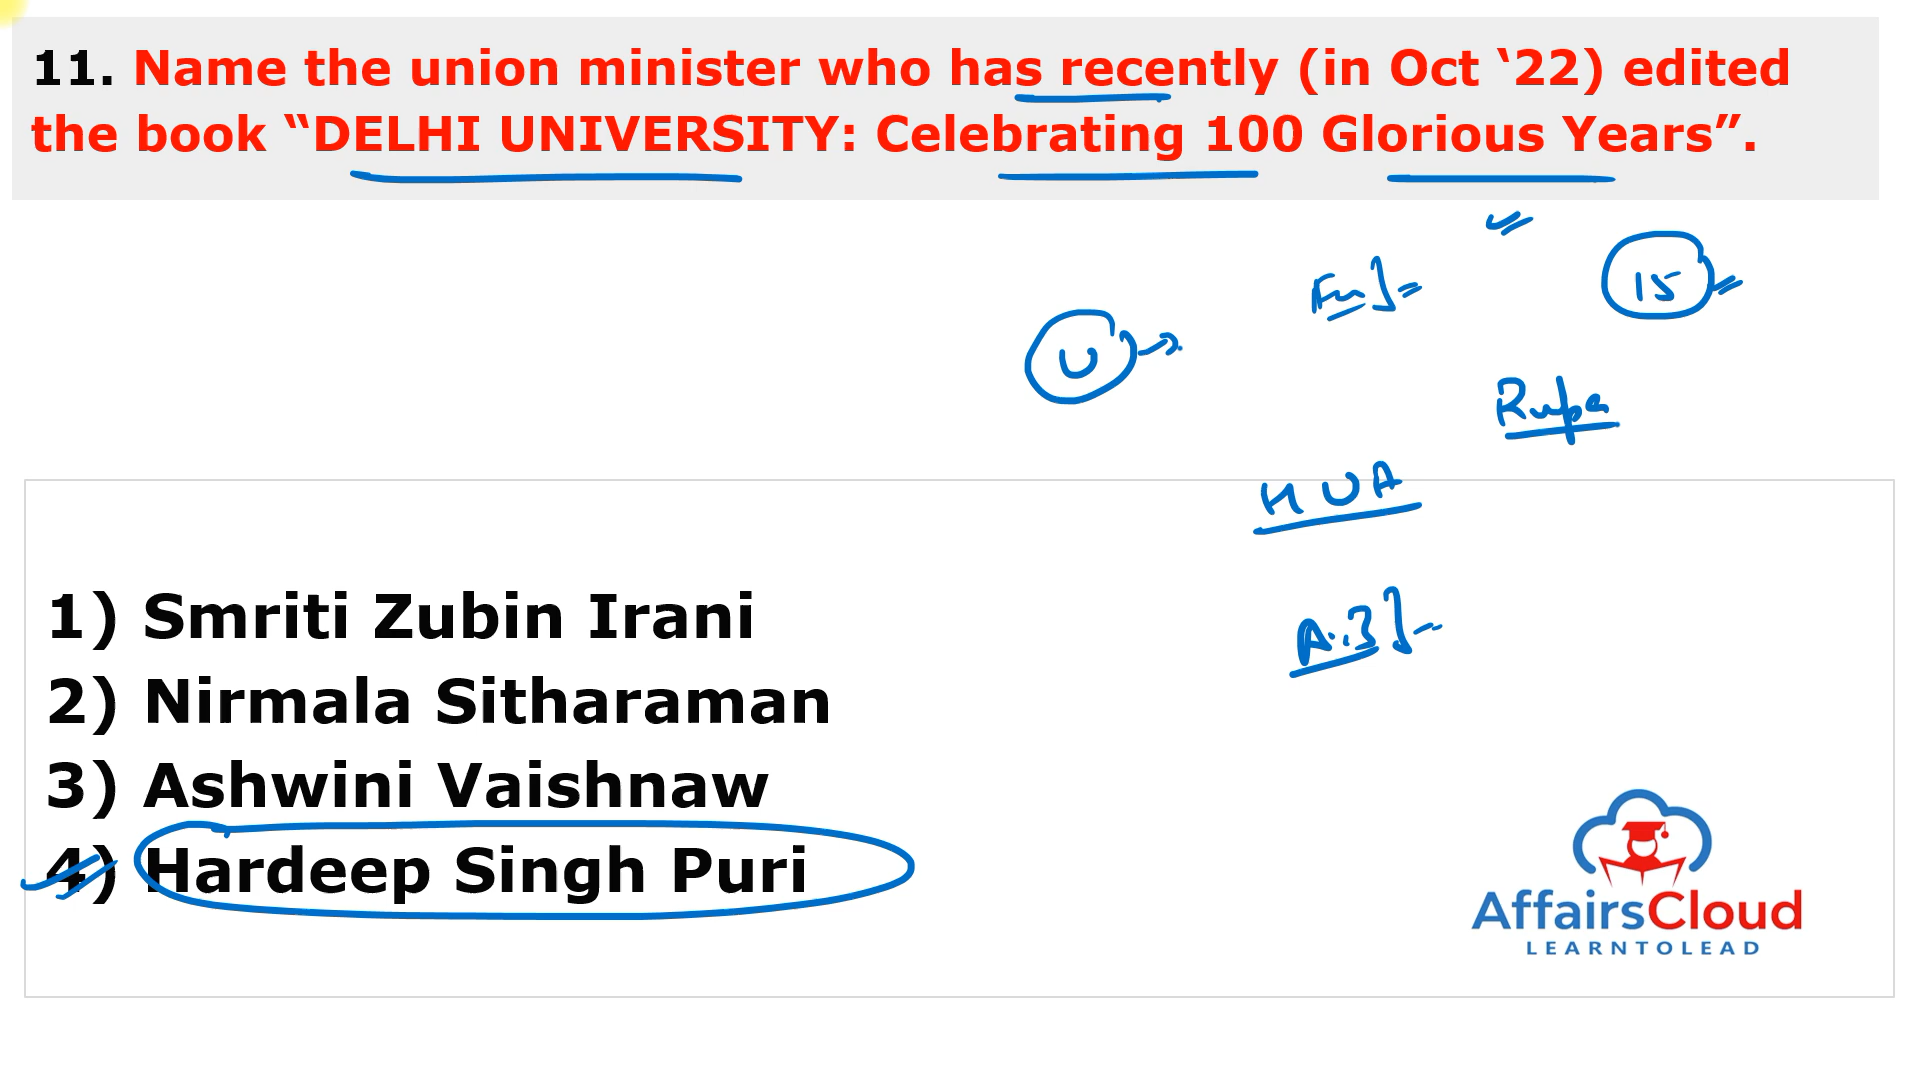 11. Name the union minister who has recently (in Oct ‘22) edited
the book “DELHI UNIVERSITY: Celebrating 100 Glorious Years”.
15
U
Rupa
HUA
1) Smriti Zubin Irani
2) Nirmala Sitharaman
3) Ashwini Vaishnaw
4) Hardeep Singh Puri
AffairsCloud
LEARNTOLEAD